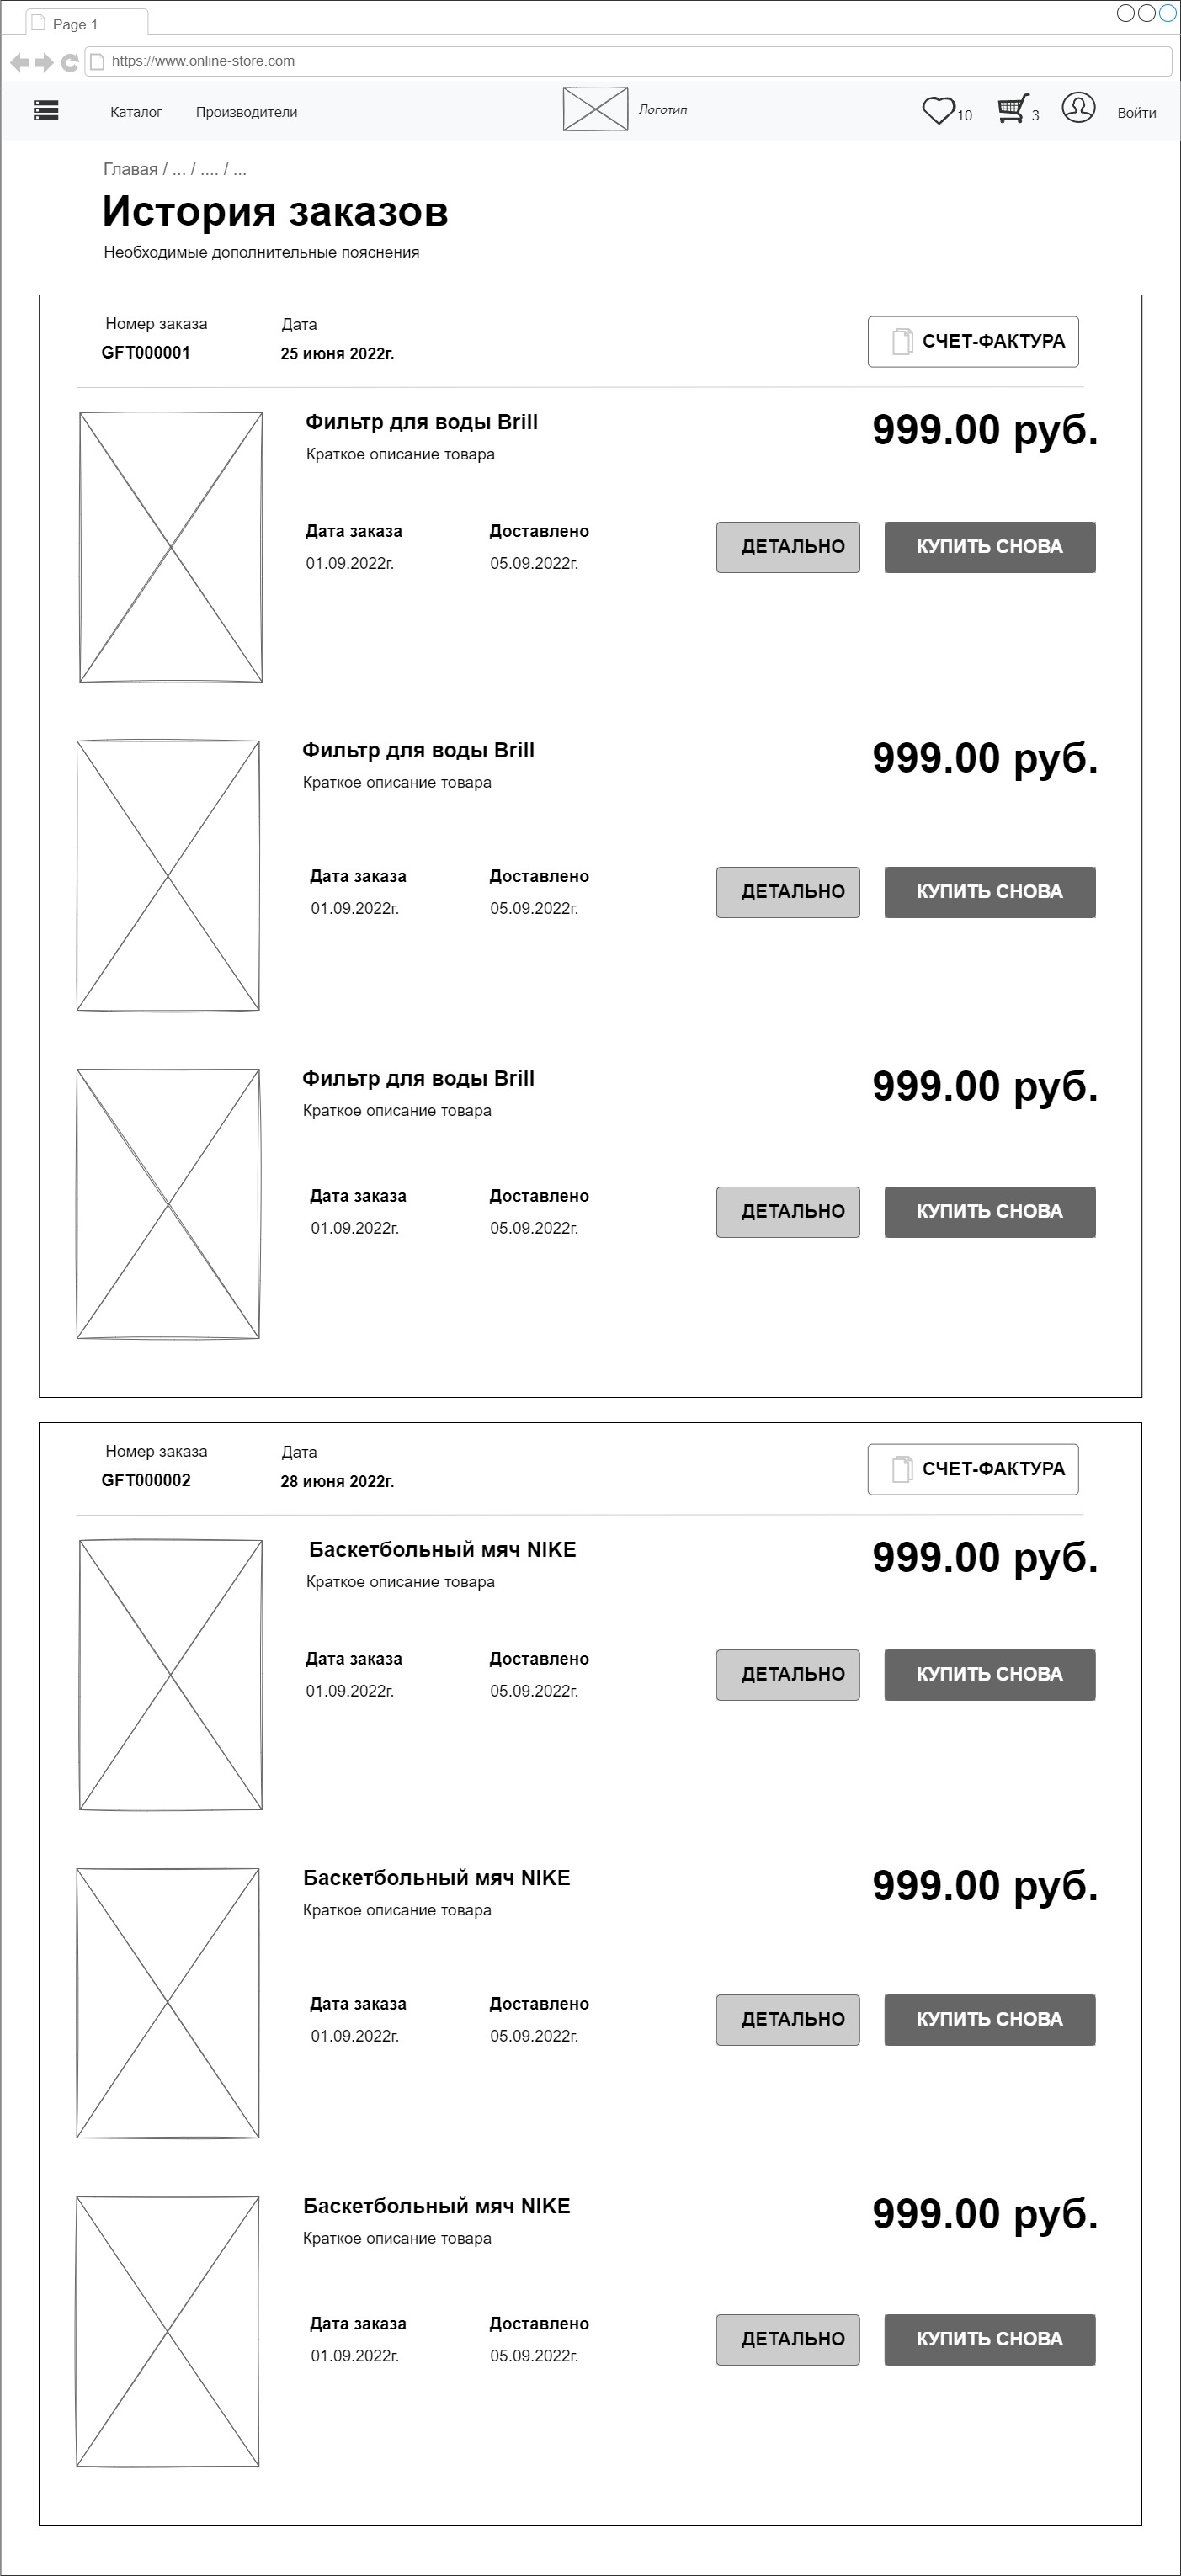 Page 1
https://www.online-store.com
Каталог Производители Логотип 10 3 Войти
Главая / ... / .... / ...
История заказов
Необходимые дополнительные пояснения
Номер заказа Дата
GFT000001 25 июня 2022г. СЧЕТ-ФАКТУРА
Фильтр для воды Brill 999.00 руб.
Краткое описание товара
Дата заказа Доставлено ДЕТАЛЬНО КУПИТЬ СНОВА
01.09.2022г. 05.09.2022г.
Фильтр для воды Brill 999.00 руб.
Краткое описание товара
Дата заказа Доставлено ДЕТАЛЬНО КУПИТЬ СНОВА
01.09.2022г. 05.09.2022г.
Фильтр для воды Brill 999.00 руб.
Краткое описание товара
Дата заказа Доставлено ДЕТАЛЬНО КУПИТЬ СНОВА
01.09.2022г. 05.09.2022г.
Номер заказа Дата
GFT000002 28 июня 2022г. СЧЕТ-ФАКТУРА
Баскетбольный мяч NIKE 999.00 руб.
Краткое описание товара
Дата заказа Доставлено ДЕТАЛЬНО КУПИТЬ СНОВА
01.09.2022г. 05.09.2022г.
Баскетбольный мяч NIKE 999.00 руб.
Краткое описание товара
Дата заказа Доставлено ДЕТАЛЬНО КУПИТЬ СНОВА
01.09.2022г. 05.09.2022г.
Баскетбольный мяч NIKE 999.00 руб.
Краткое описание товара
Дата заказа Доставлено ДЕТАЛЬНО КУПИТЬ СНОВА
01.09.2022г. 05.09.2022г.